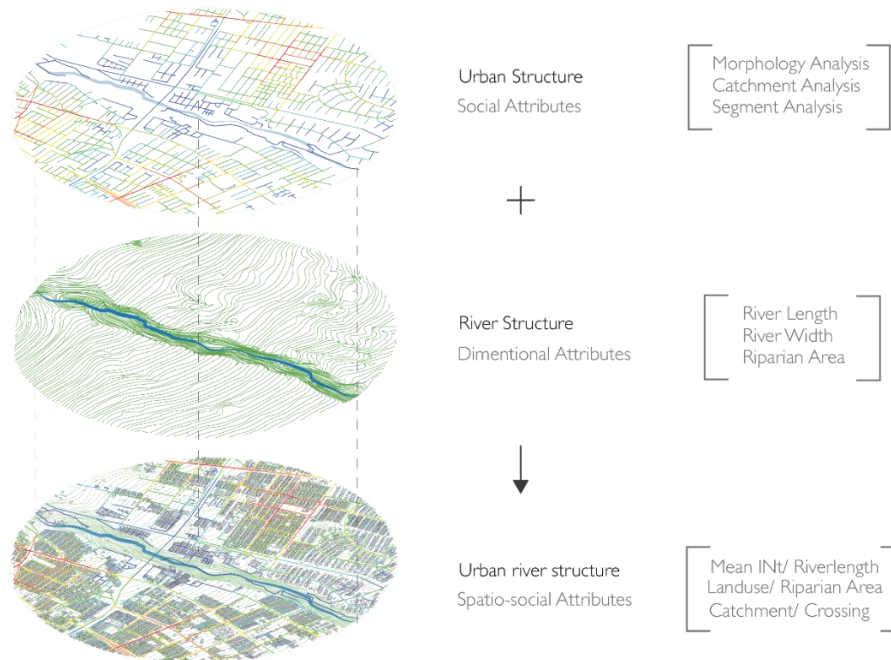 Urban Structure
Social Attributes
Morphology Analysis
Catchment Analysis
Segment Analysis
+
River Structure
Dimentional Attributes
River Length
River Width
Riparian Area
Urban river structure
Spatio-social Attributes
Mean INt/ Riverlength
Landuse/ Riparian Area
Catchment/ Crossing